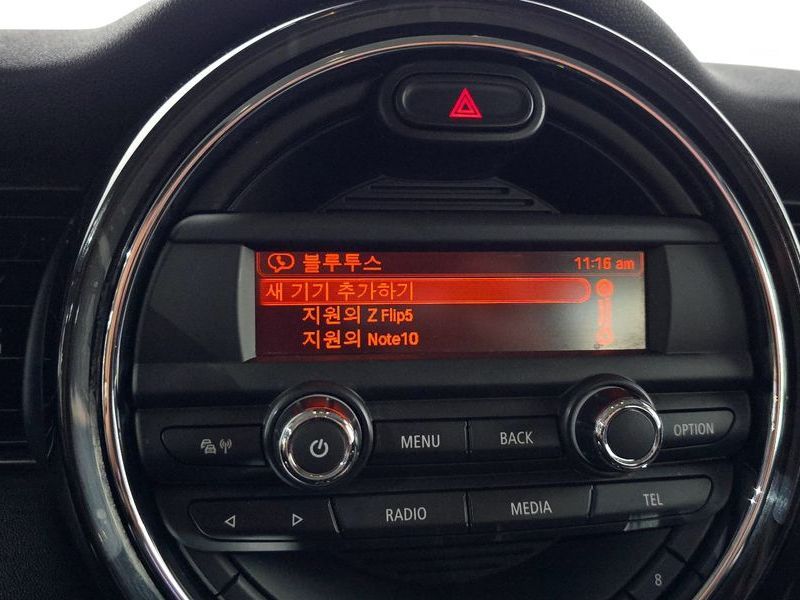 블루투스 11:16 am
새 기기 추가하기
지원의 Z Flip5
지원의 Note10
MENU BACK OPTION
RADIO MEDIA TEL
8